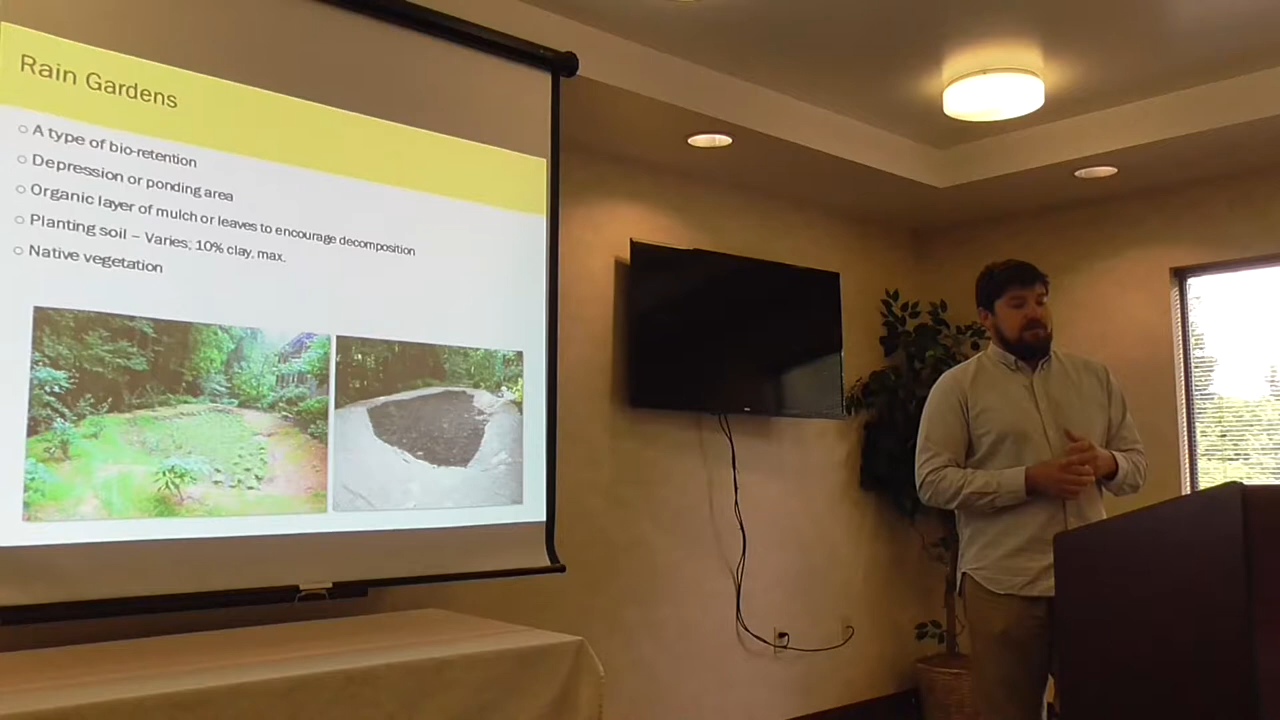 Rain Gardens
A type of bio-retention
Depression or ponding area
Organic layer of mulch or leaves to encourage decomposition
Planting soil – Varies; 10% clay, max.
Native vegetation